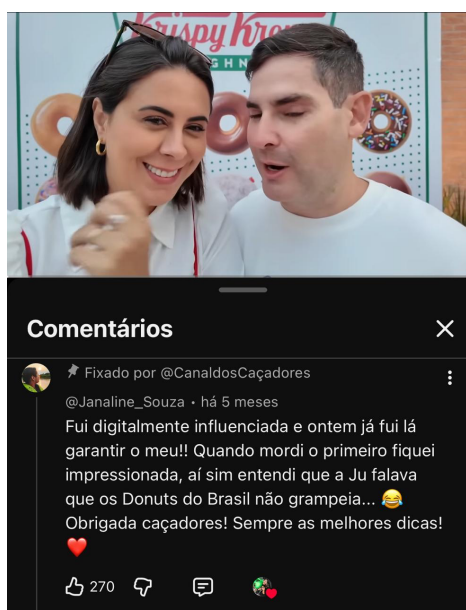 Krispy Kreme
GHN
Comentários
Fixado por @CanaldosCaçadores
@Janaline_Souza • há 5 meses
Fui digitalmente influenciada e ontem já fui lá
garantir o meu!! Quando mordi o primeiro fiquei
impressionada, aí sim entendi que a Ju falava
que os Donuts do Brasil não grampeia... 😂
Obrigada caçadores! Sempre as melhores dicas!
❤️
270